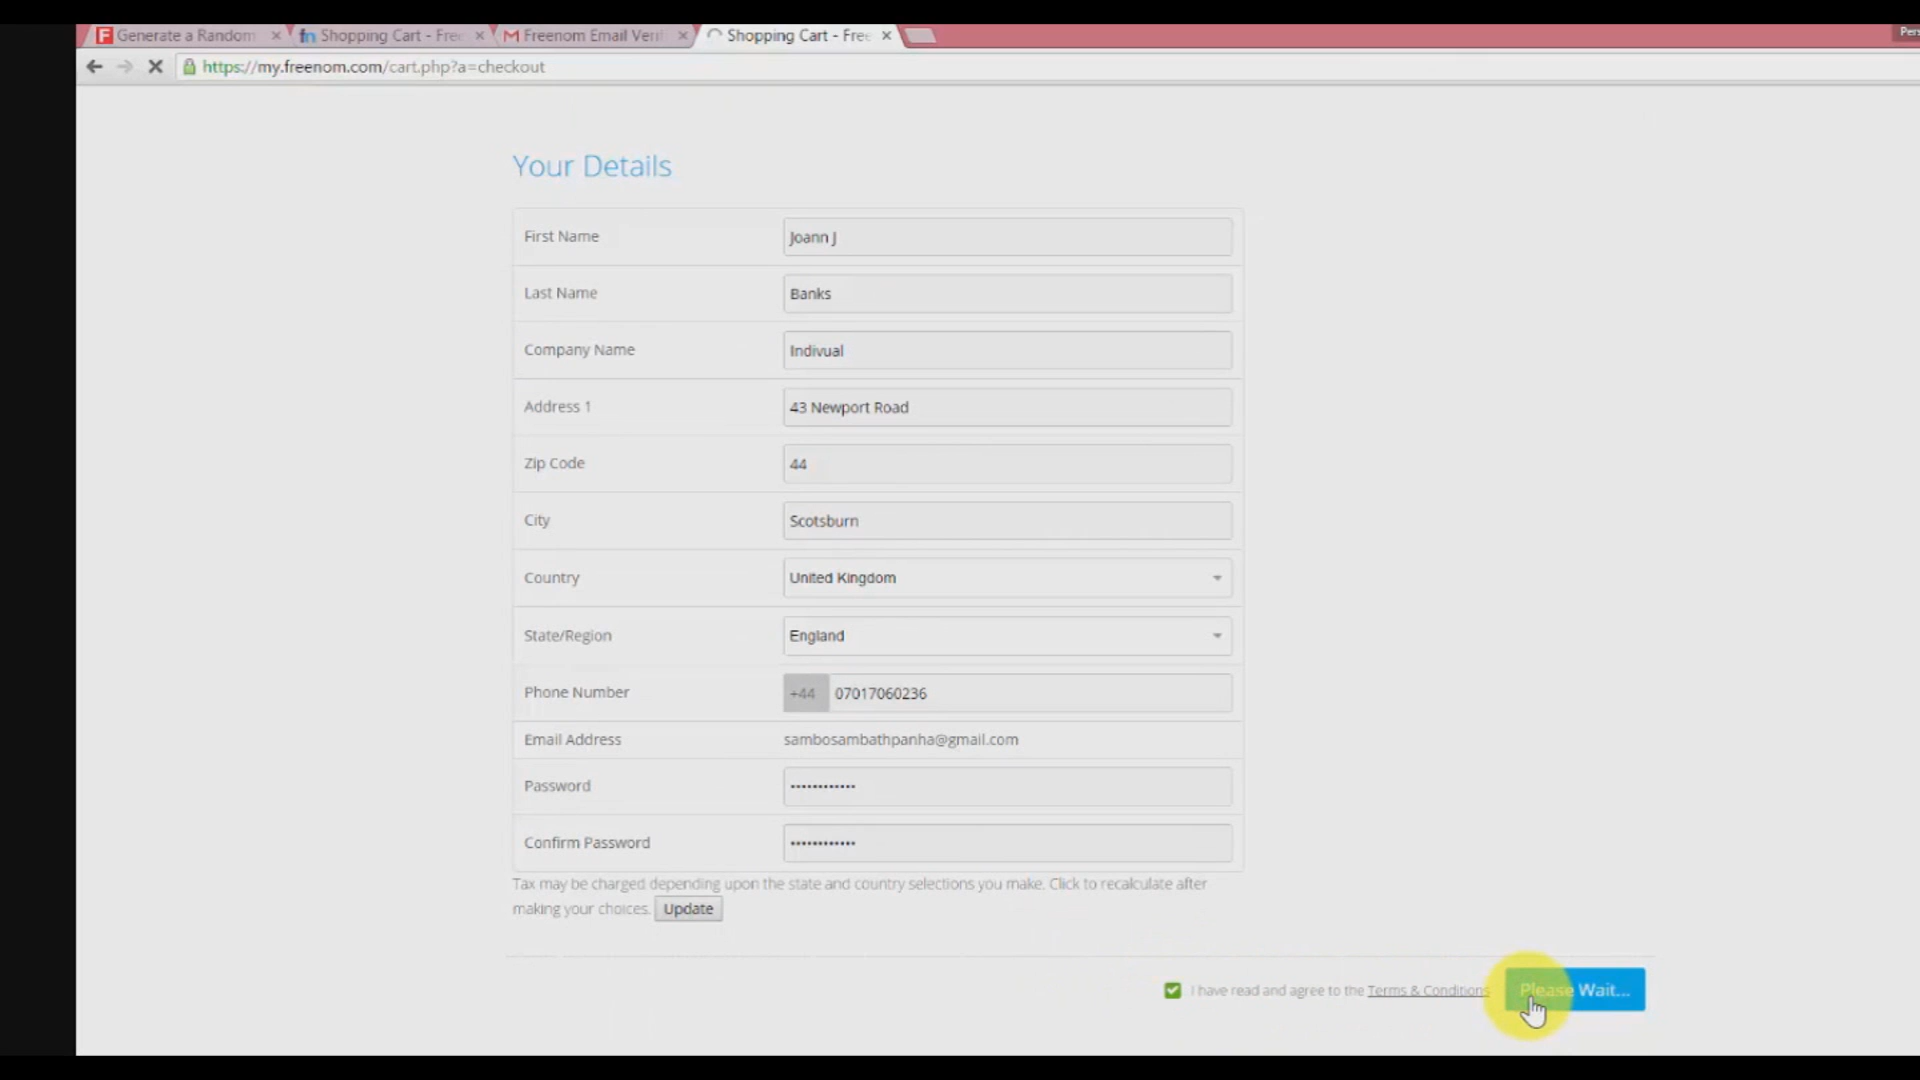 Generate a Random
Shopping Cart - Free
Freenom Email Veri
Shopping Cart - Free
Pers
https://my.freenom.com/cart.php?a=checkout
Your Details
First Name
Joann J
Last Name
Banks
Company Name
Indivual
Address 1
43 Newport Road
Zip Code
44
City
Scotsburn
Country
United Kingdom
State/Region
England
Phone Number
+44 07017060236
Email Address
sambosambathpanha@gmail.com
Password
••••••••••••
Confirm Password
••••••••••••
Tax may be charged depending upon the state and country selections you make. Click to recalculate after
making your choices. Update
I have read and agree to the Terms & Conditions
Please Wait...